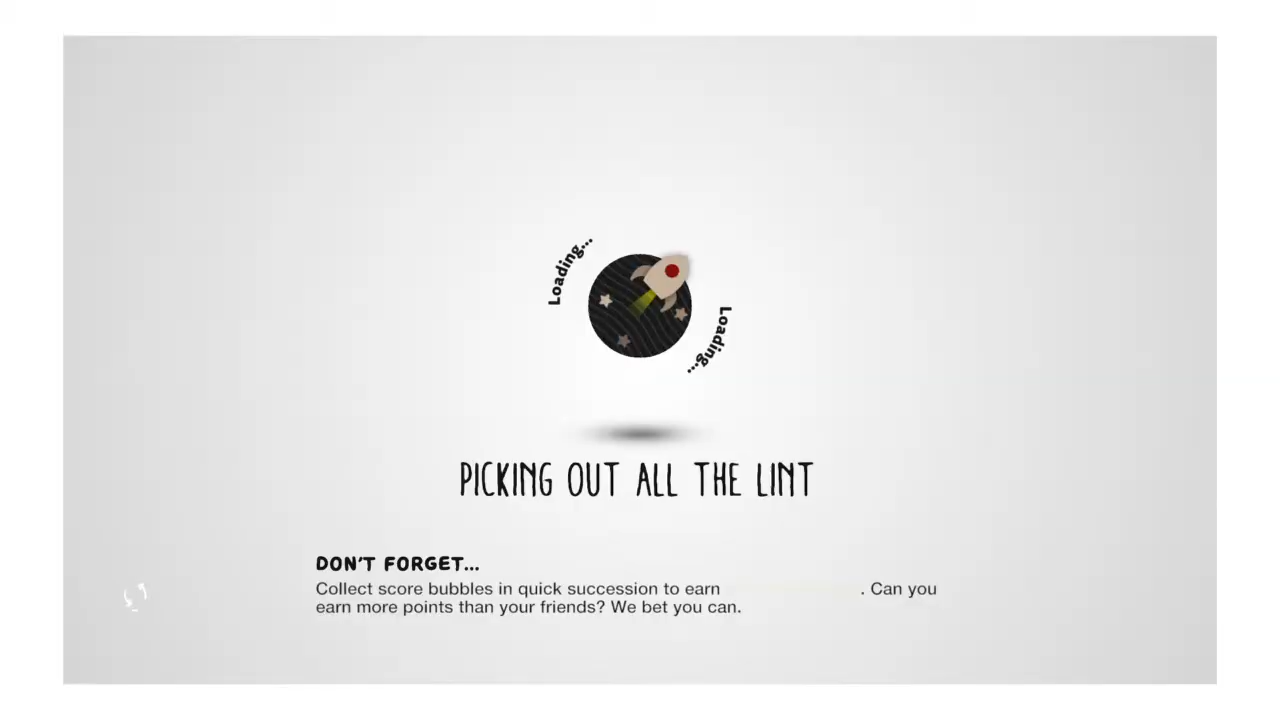 Loading...
Loading...
PICKING OUT ALL THE LINT
DON'T FORGET...
Collect score bubbles in quick succession to earn . Can you
earn more points than your friends? We bet you can.